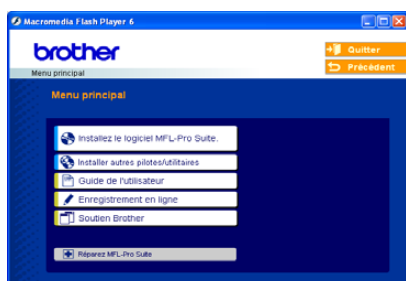 Macromedia Flash Player 6
brother
Quitter
Menu principal
Précédent
Menu principal
Installez le logiciel MFL-Pro Suite.
Installer autres pilotes/utilitaires
Guide de l'utilisateur
Enregistrement en ligne
Soutien Brother
Réparez MFL-Pro Suite